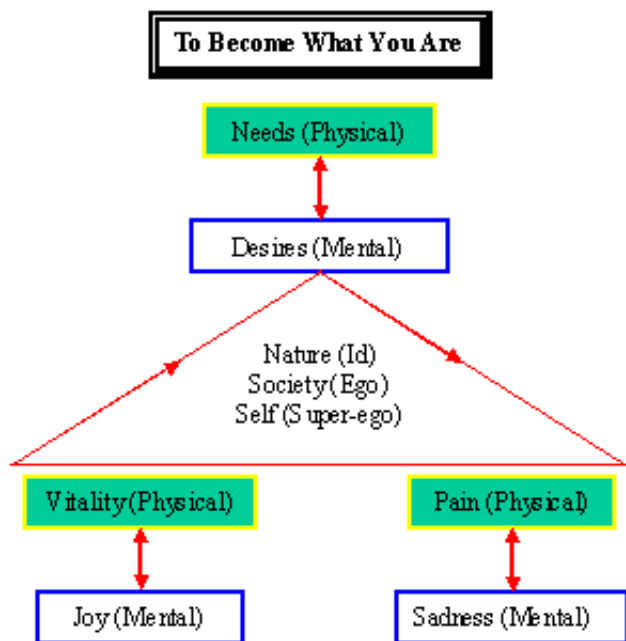 To Become What You Are
Needs (Physical)
Desires (Mental)
Nature (Id)
Society (Ego)
Self (Super-ego)
Vitality (Physical)
Pain (Physical)
Joy (Mental)
Sadness (Mental)